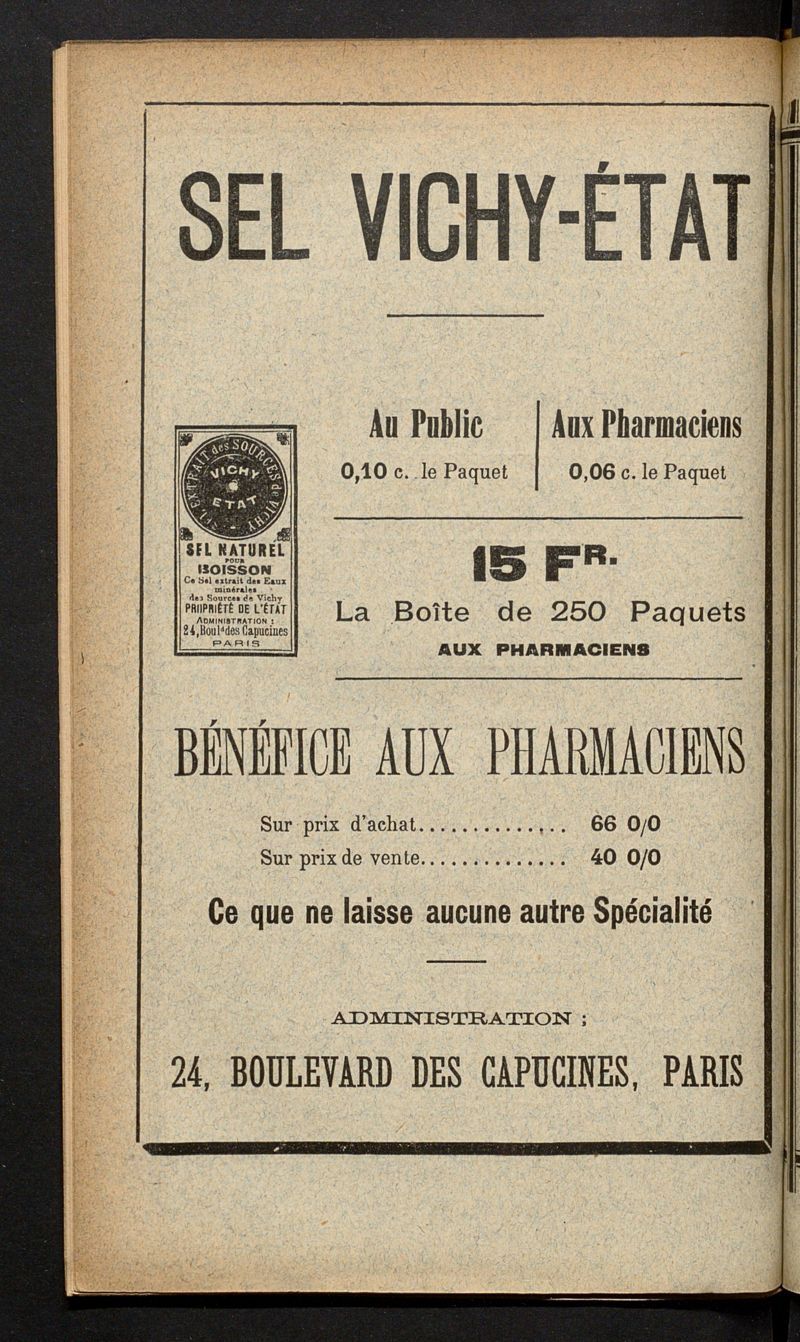 SEL VICHY-ÉTAT
SEL EXTRAIT des SOURCES de VICHY
VICHY
ETAT
SEL NATUREL
POUR
BOISSON
Ce Sel extrait des Eaux
minérales
des Sources de Vichy
PROPRIÉTÉ DE L'ÉTAT
ADMINISTRATION :
24, Bould des Capucines
PARIS
Au Public
0,10 c. le Paquet
Aux Pharmaciens
0,06 c. le Paquet
15 FR.
La Boîte de 250 Paquets
AUX PHARMACIENS
BÉNÉFICE AUX PHARMACIENS
Sur prix d'achat............... 66 0/0
Sur prix de vente............... 40 0/0
Ce que ne laisse aucune autre Spécialité
ADMINISTRATION ;
24, BOULEVARD DES CAPUCINES, PARIS